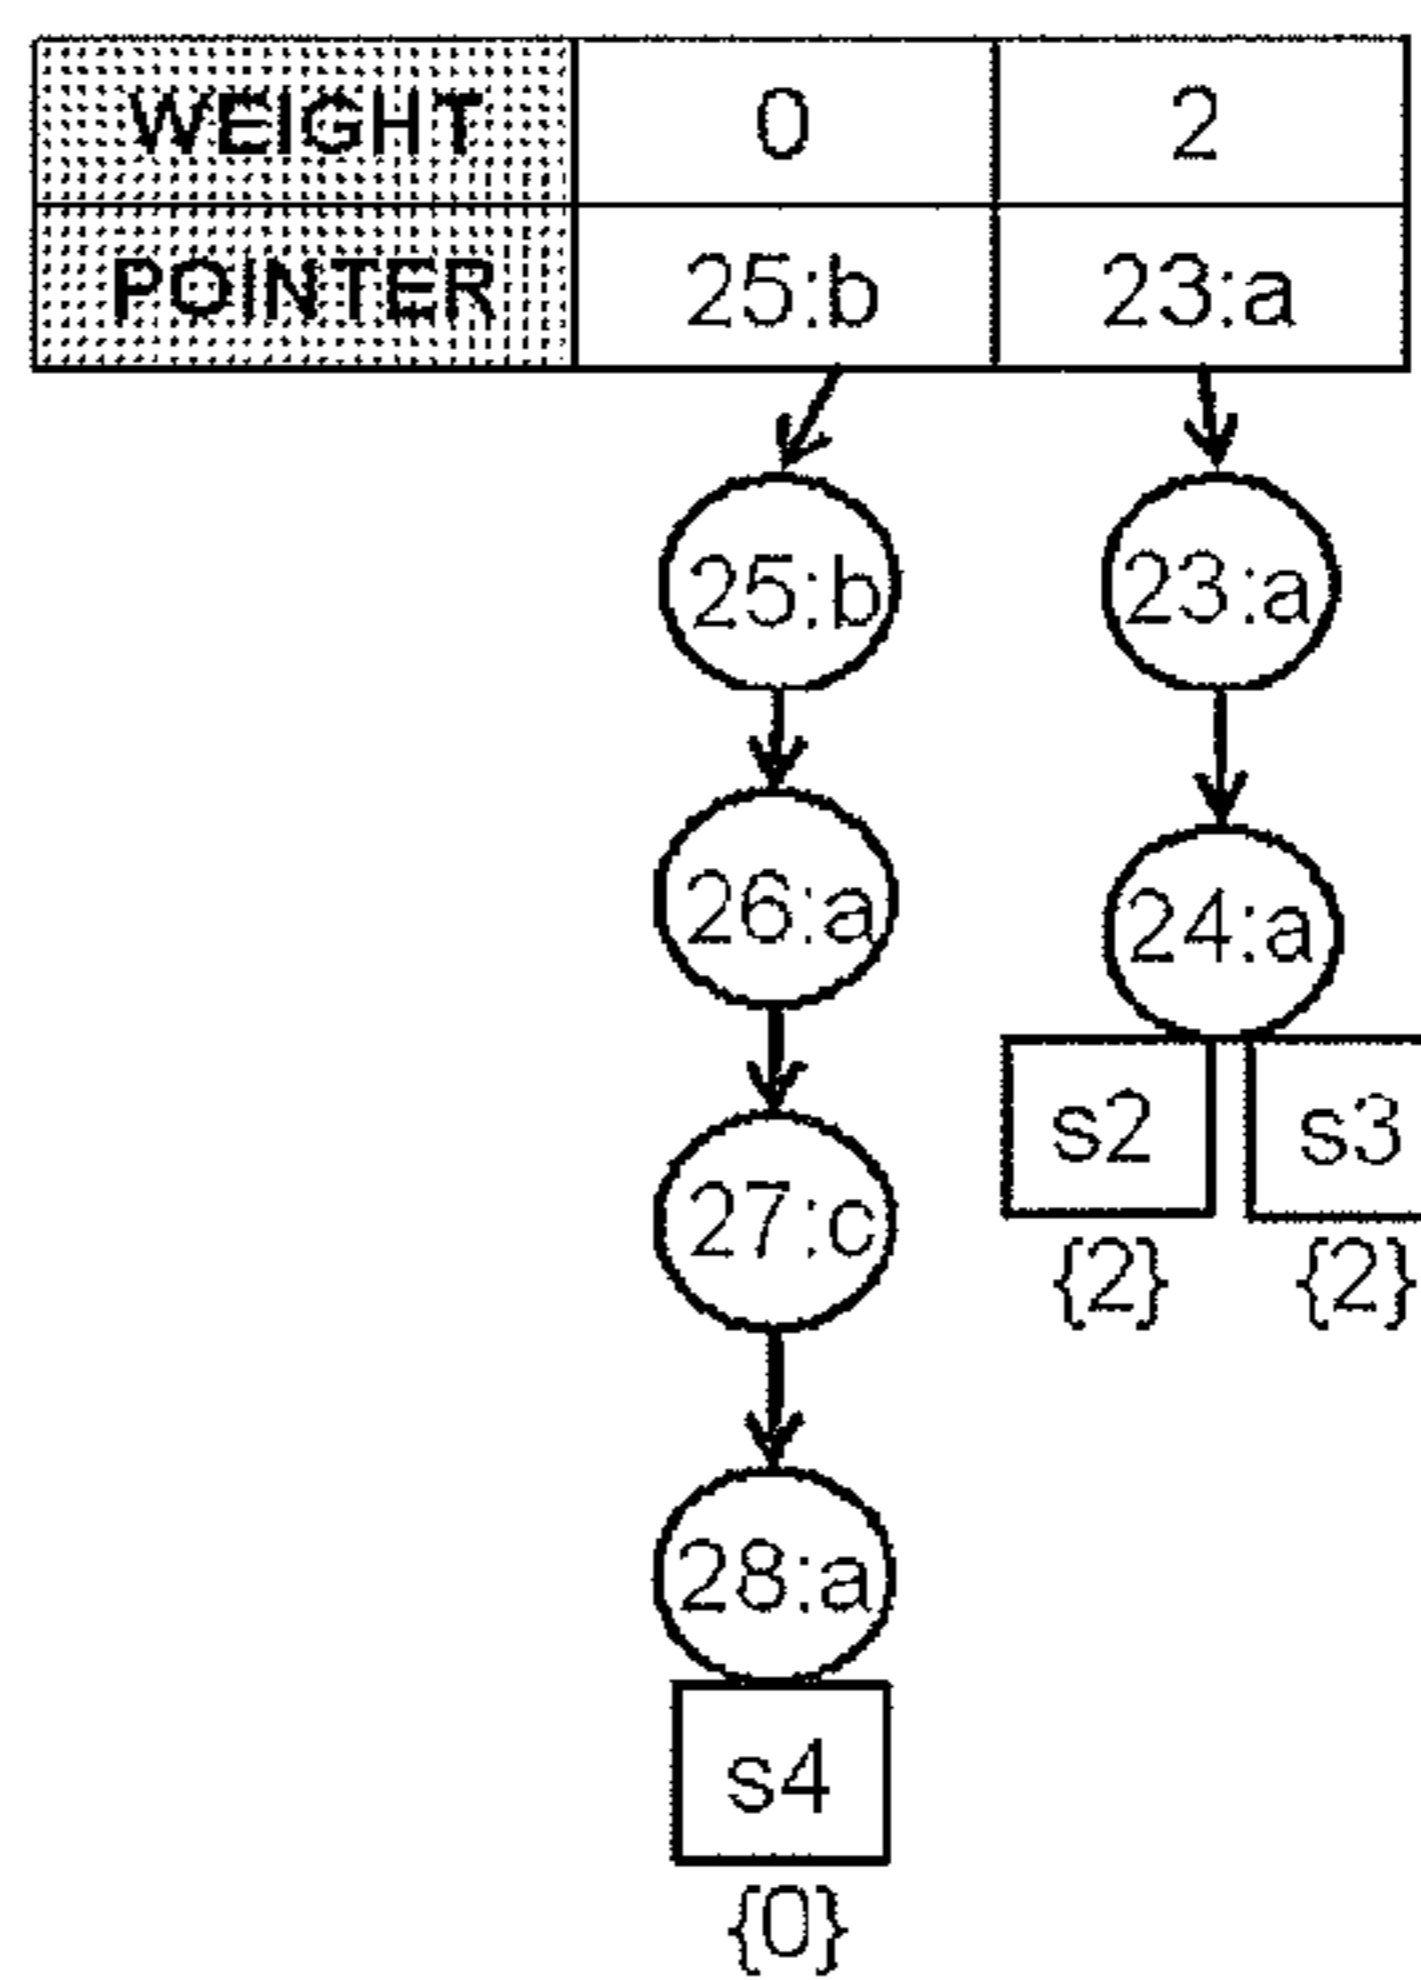 WEIGHT 0 2
POINTER 25:b 23:a
25:b 23:a
26:a 24:a
s2 s3
{2} {2}
27:c
28:a
s4
{0}